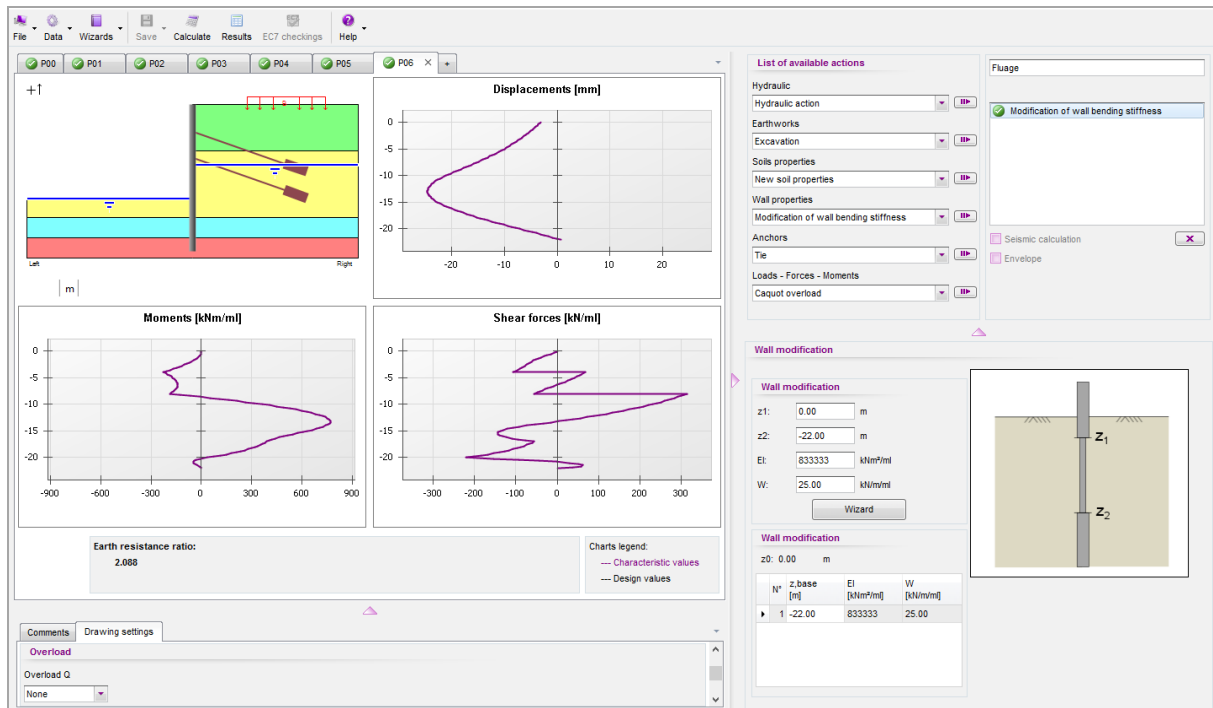 File Data Wizards Save Calculate Results EC7 checkings Help
P00 P01 P02 P03 P04 P05 P06
Left Right
m
Displacements [mm]
0
-5
-10
-15
-20
-20 -10 0 10 20
Moments [kNm/ml]
0
-5
-10
-15
-20
-900 -600 -300 0 300 600 900
Shear forces [kN/ml]
0
-5
-10
-15
-20
-300 -200 -100 0 100 200 300
Earth resistance ratio:
2.088
Charts legend:
--- Characteristic values
--- Design values
Comments Drawing settings
Overload
Overload Q
None
List of available actions
Hydraulic
Hydraulic action
Earthworks
Excavation
Soils properties
New soil properties
Wall properties
Modification of wall bending stiffness
Anchors
Tie
Loads - Forces - Moments
Caquot overload
Fluage
Modification of wall bending stiffness
Seismic calculation
Envelope
Wall modification
Wall modification
z1: 0.00 m
z2: -22.00 m
EI: 833333 kNm²/ml
W: 25.00 kN/m/ml
Wizard
Wall modification
z0: 0.00 m
N° z,base [m] EI [kNm²/ml] W [kN/m/ml]
1 -22.00 833333 25.00
z1
z2